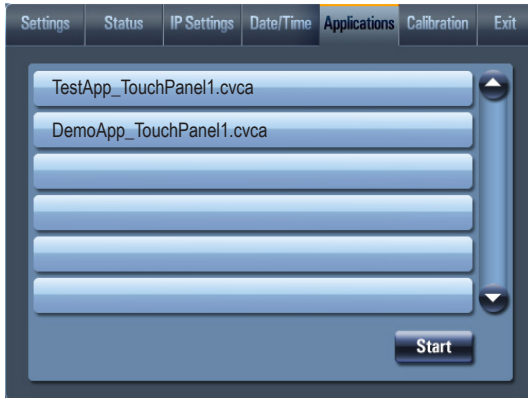 Settings Status IP Settings Date/Time Applications Calibration Exit
TestApp_TouchPanel1.cvca
DemoApp_TouchPanel1.cvca
Start